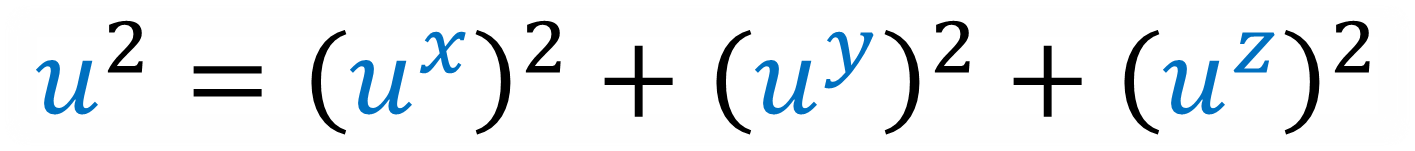 u² = (uˣ)² + (uʸ)² + (uᶻ)²